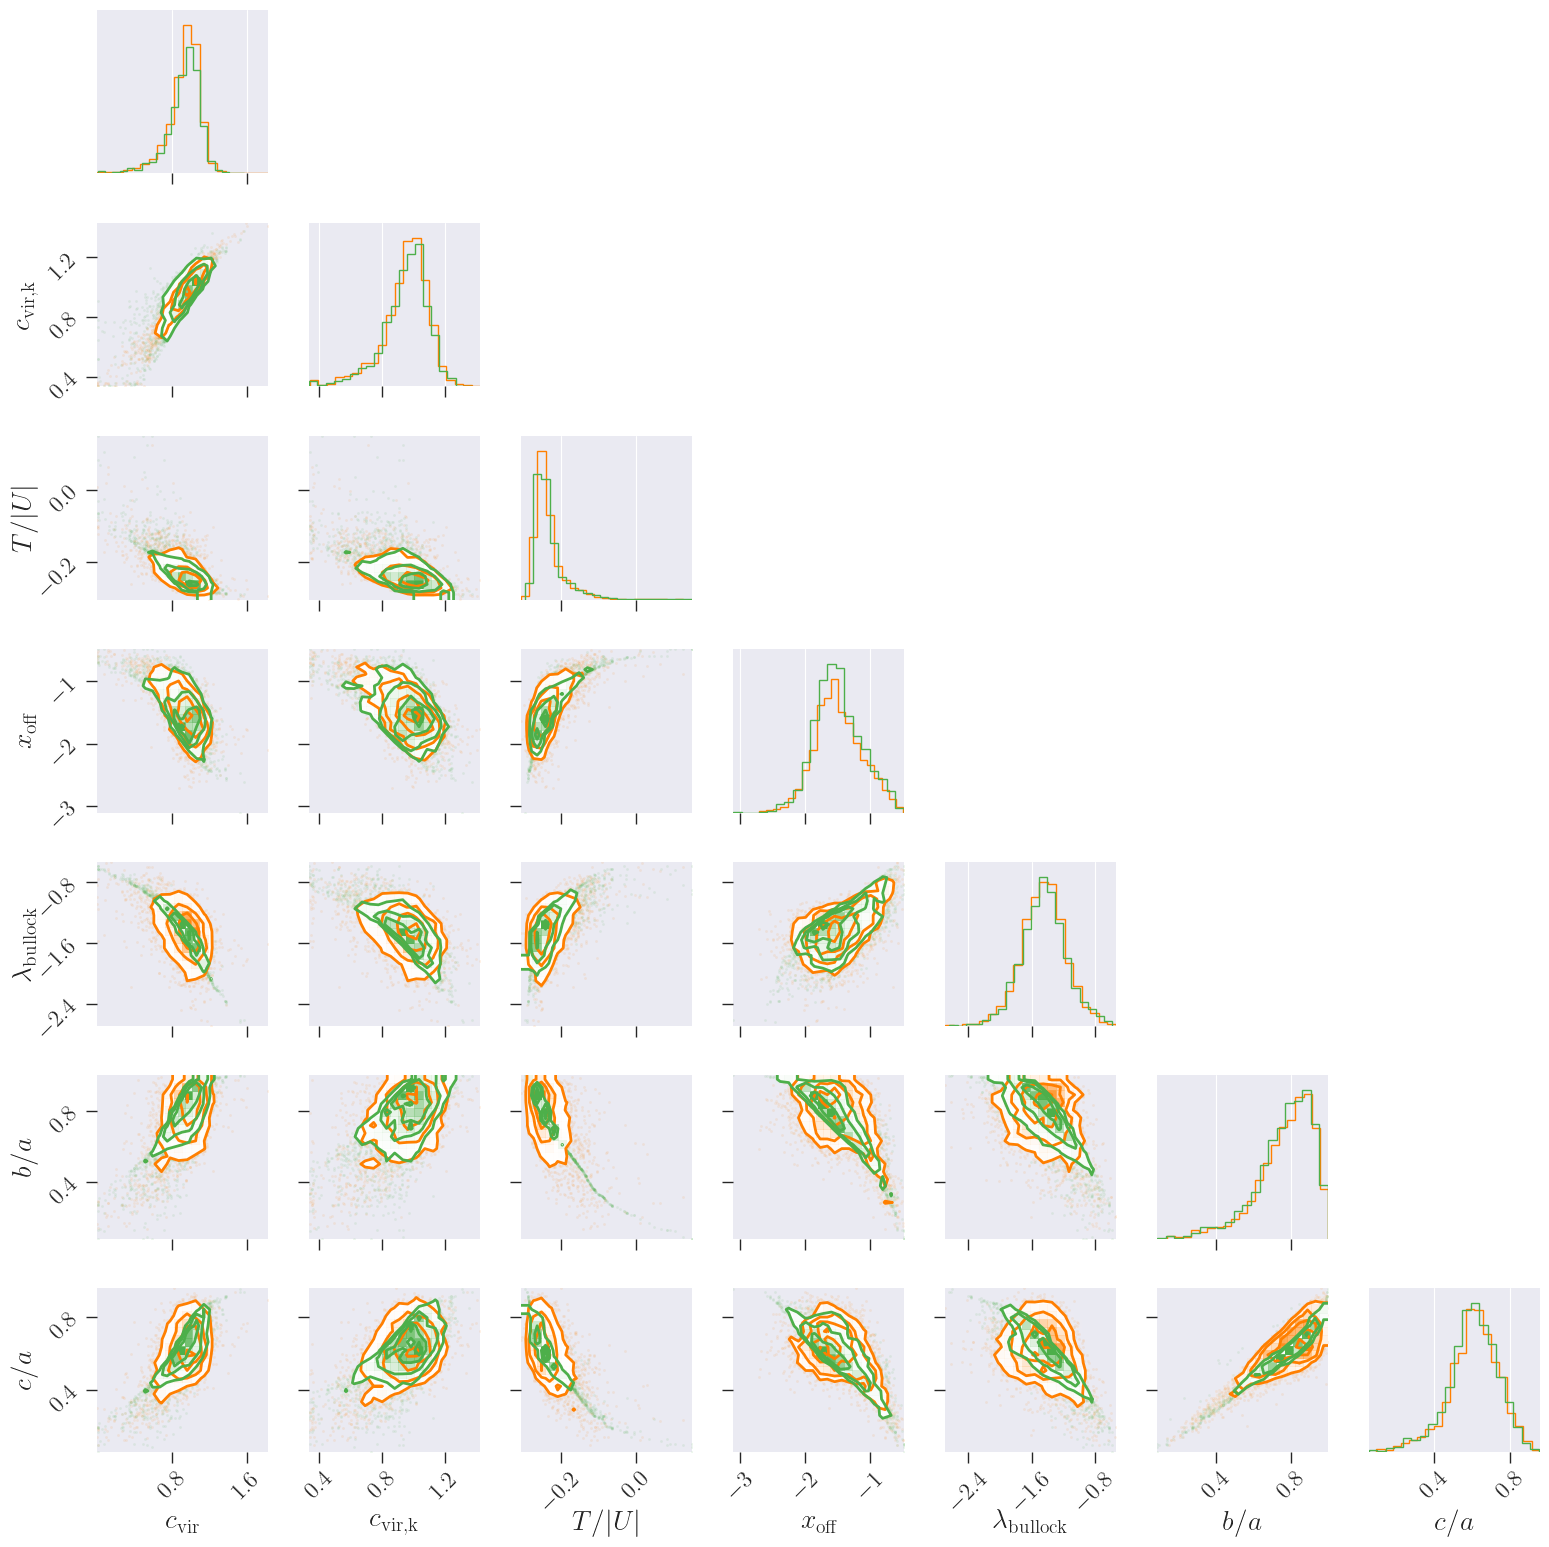 c_vir,k
1.2
0.8
0.4
T/|U|
0.0
−0.2
x_off
−1
−2
−3
λ_bullock
−0.8
−1.6
−2.4
b/a
0.8
0.4
c/a
0.8
0.4
0.8 1.6 0.4 0.8 1.2 −0.2 0.0 −3 −2 −1 −2.4 −1.6 −0.8 0.4 0.8 0.4 0.8
c_vir c_vir,k T/|U| x_off λ_bullock b/a c/a